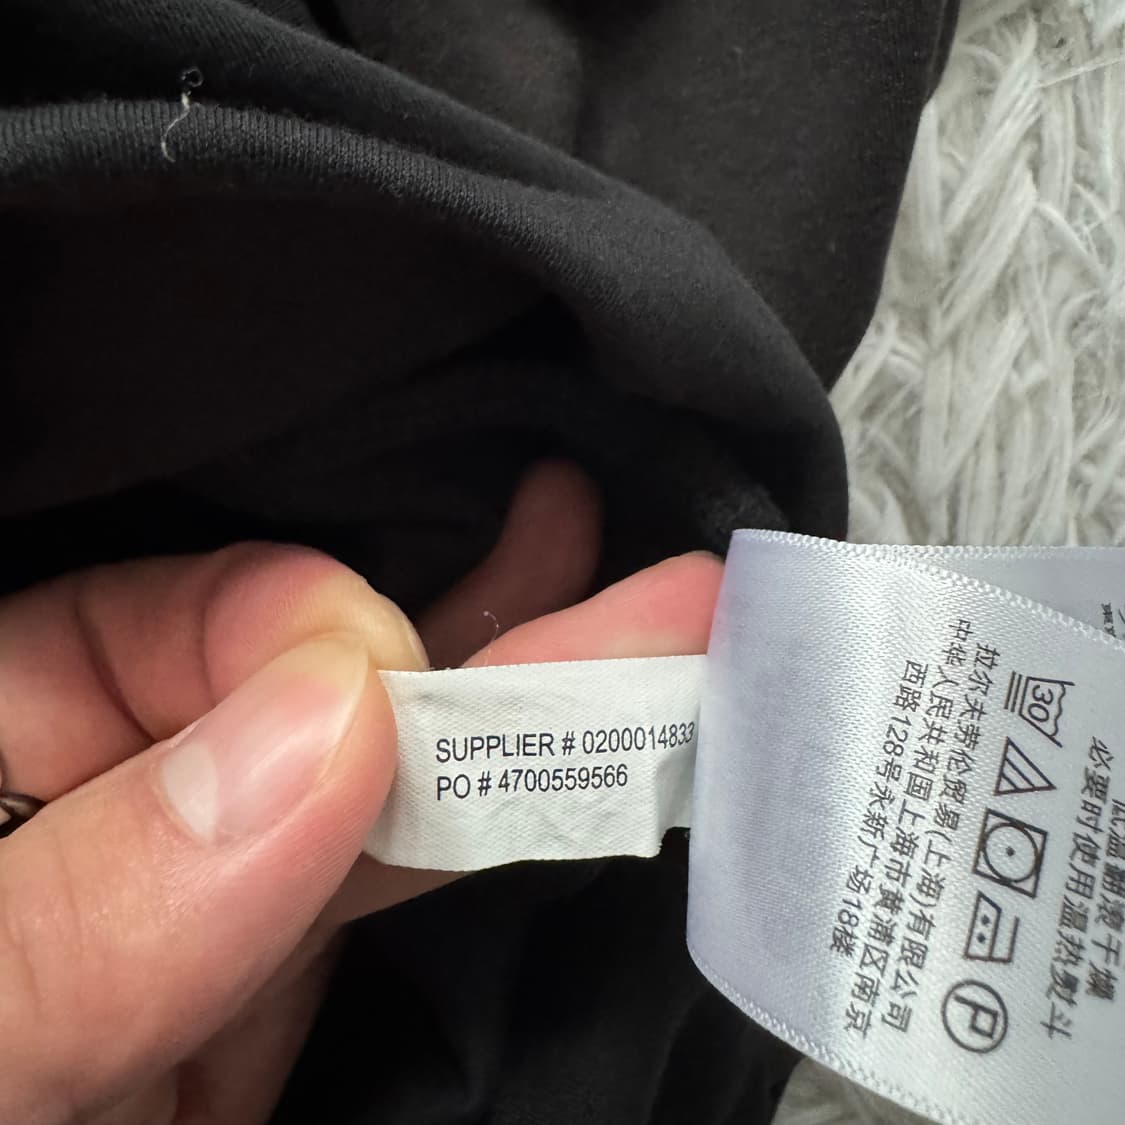 SUPPLIER # 0200014833
PO # 4700559566
必要时使用温热熨斗
低温翻滚干燥
30
P
拉尔夫劳伦贸易(上海)有限公司
中华人民共和国上海市黄浦区南京
西路128号永新广场18楼